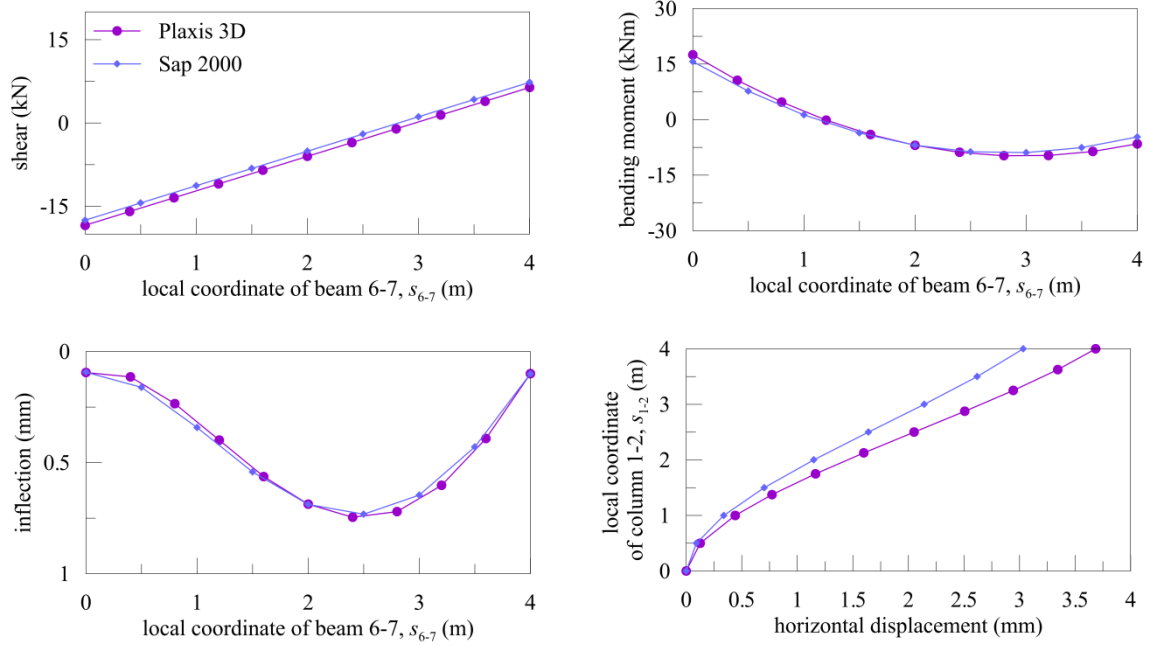 Plaxis 3D
Sap 2000
shear (kN)
15
0
-15
0 1 2 3 4
local coordinate of beam 6-7, s6-7 (m)
bending moment (kNm)
30
15
0
-15
-30
0 1 2 3 4
local coordinate of beam 6-7, s6-7 (m)
inflection (mm)
0
0.5
1
0 1 2 3 4
local coordinate of beam 6-7, s6-7 (m)
local coordinate
of column 1-2, s1-2 (m)
4
3
2
1
0
0 0.5 1 1.5 2 2.5 3 3.5 4
horizontal displacement (mm)